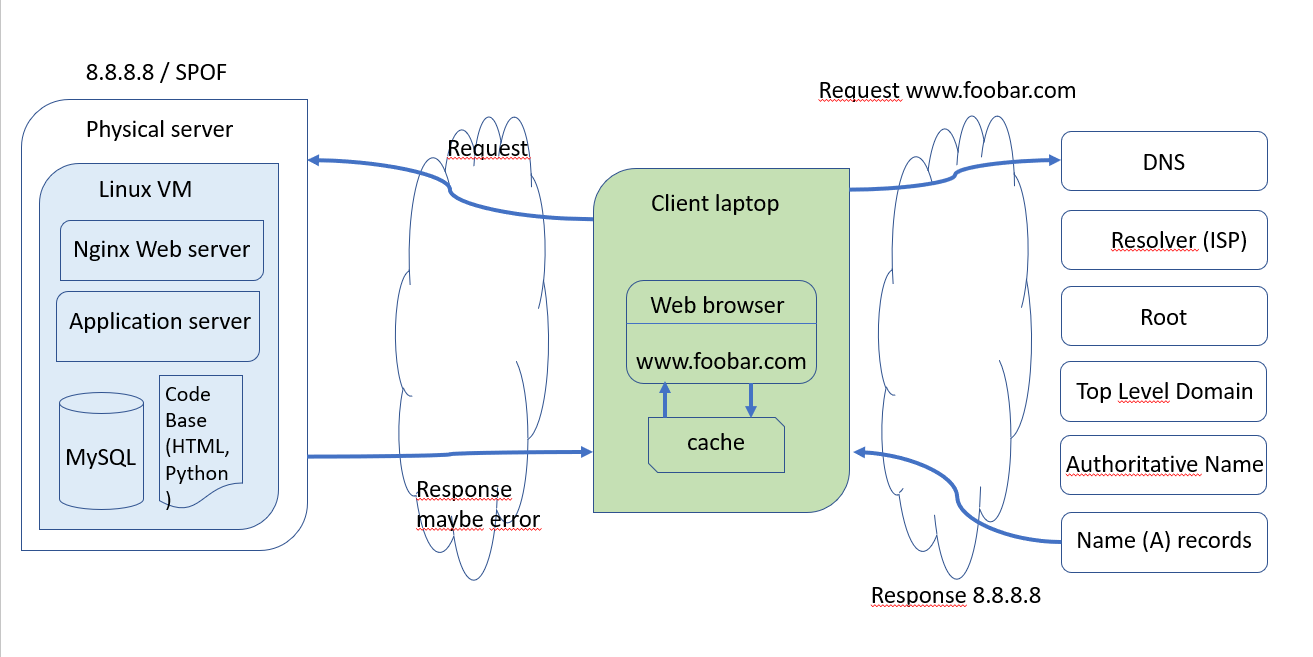 8.8.8.8 / SPOF
Physical server
Linux VM
Nginx Web server
Application server
MySQL
Code
Base
(HTML,
Python
)
Request
Response
maybe error
Client laptop
Web browser
www.foobar.com
cache
Request www.foobar.com
Response 8.8.8.8
DNS
Resolver (ISP)
Root
Top Level Domain
Authoritative Name
Name (A) records